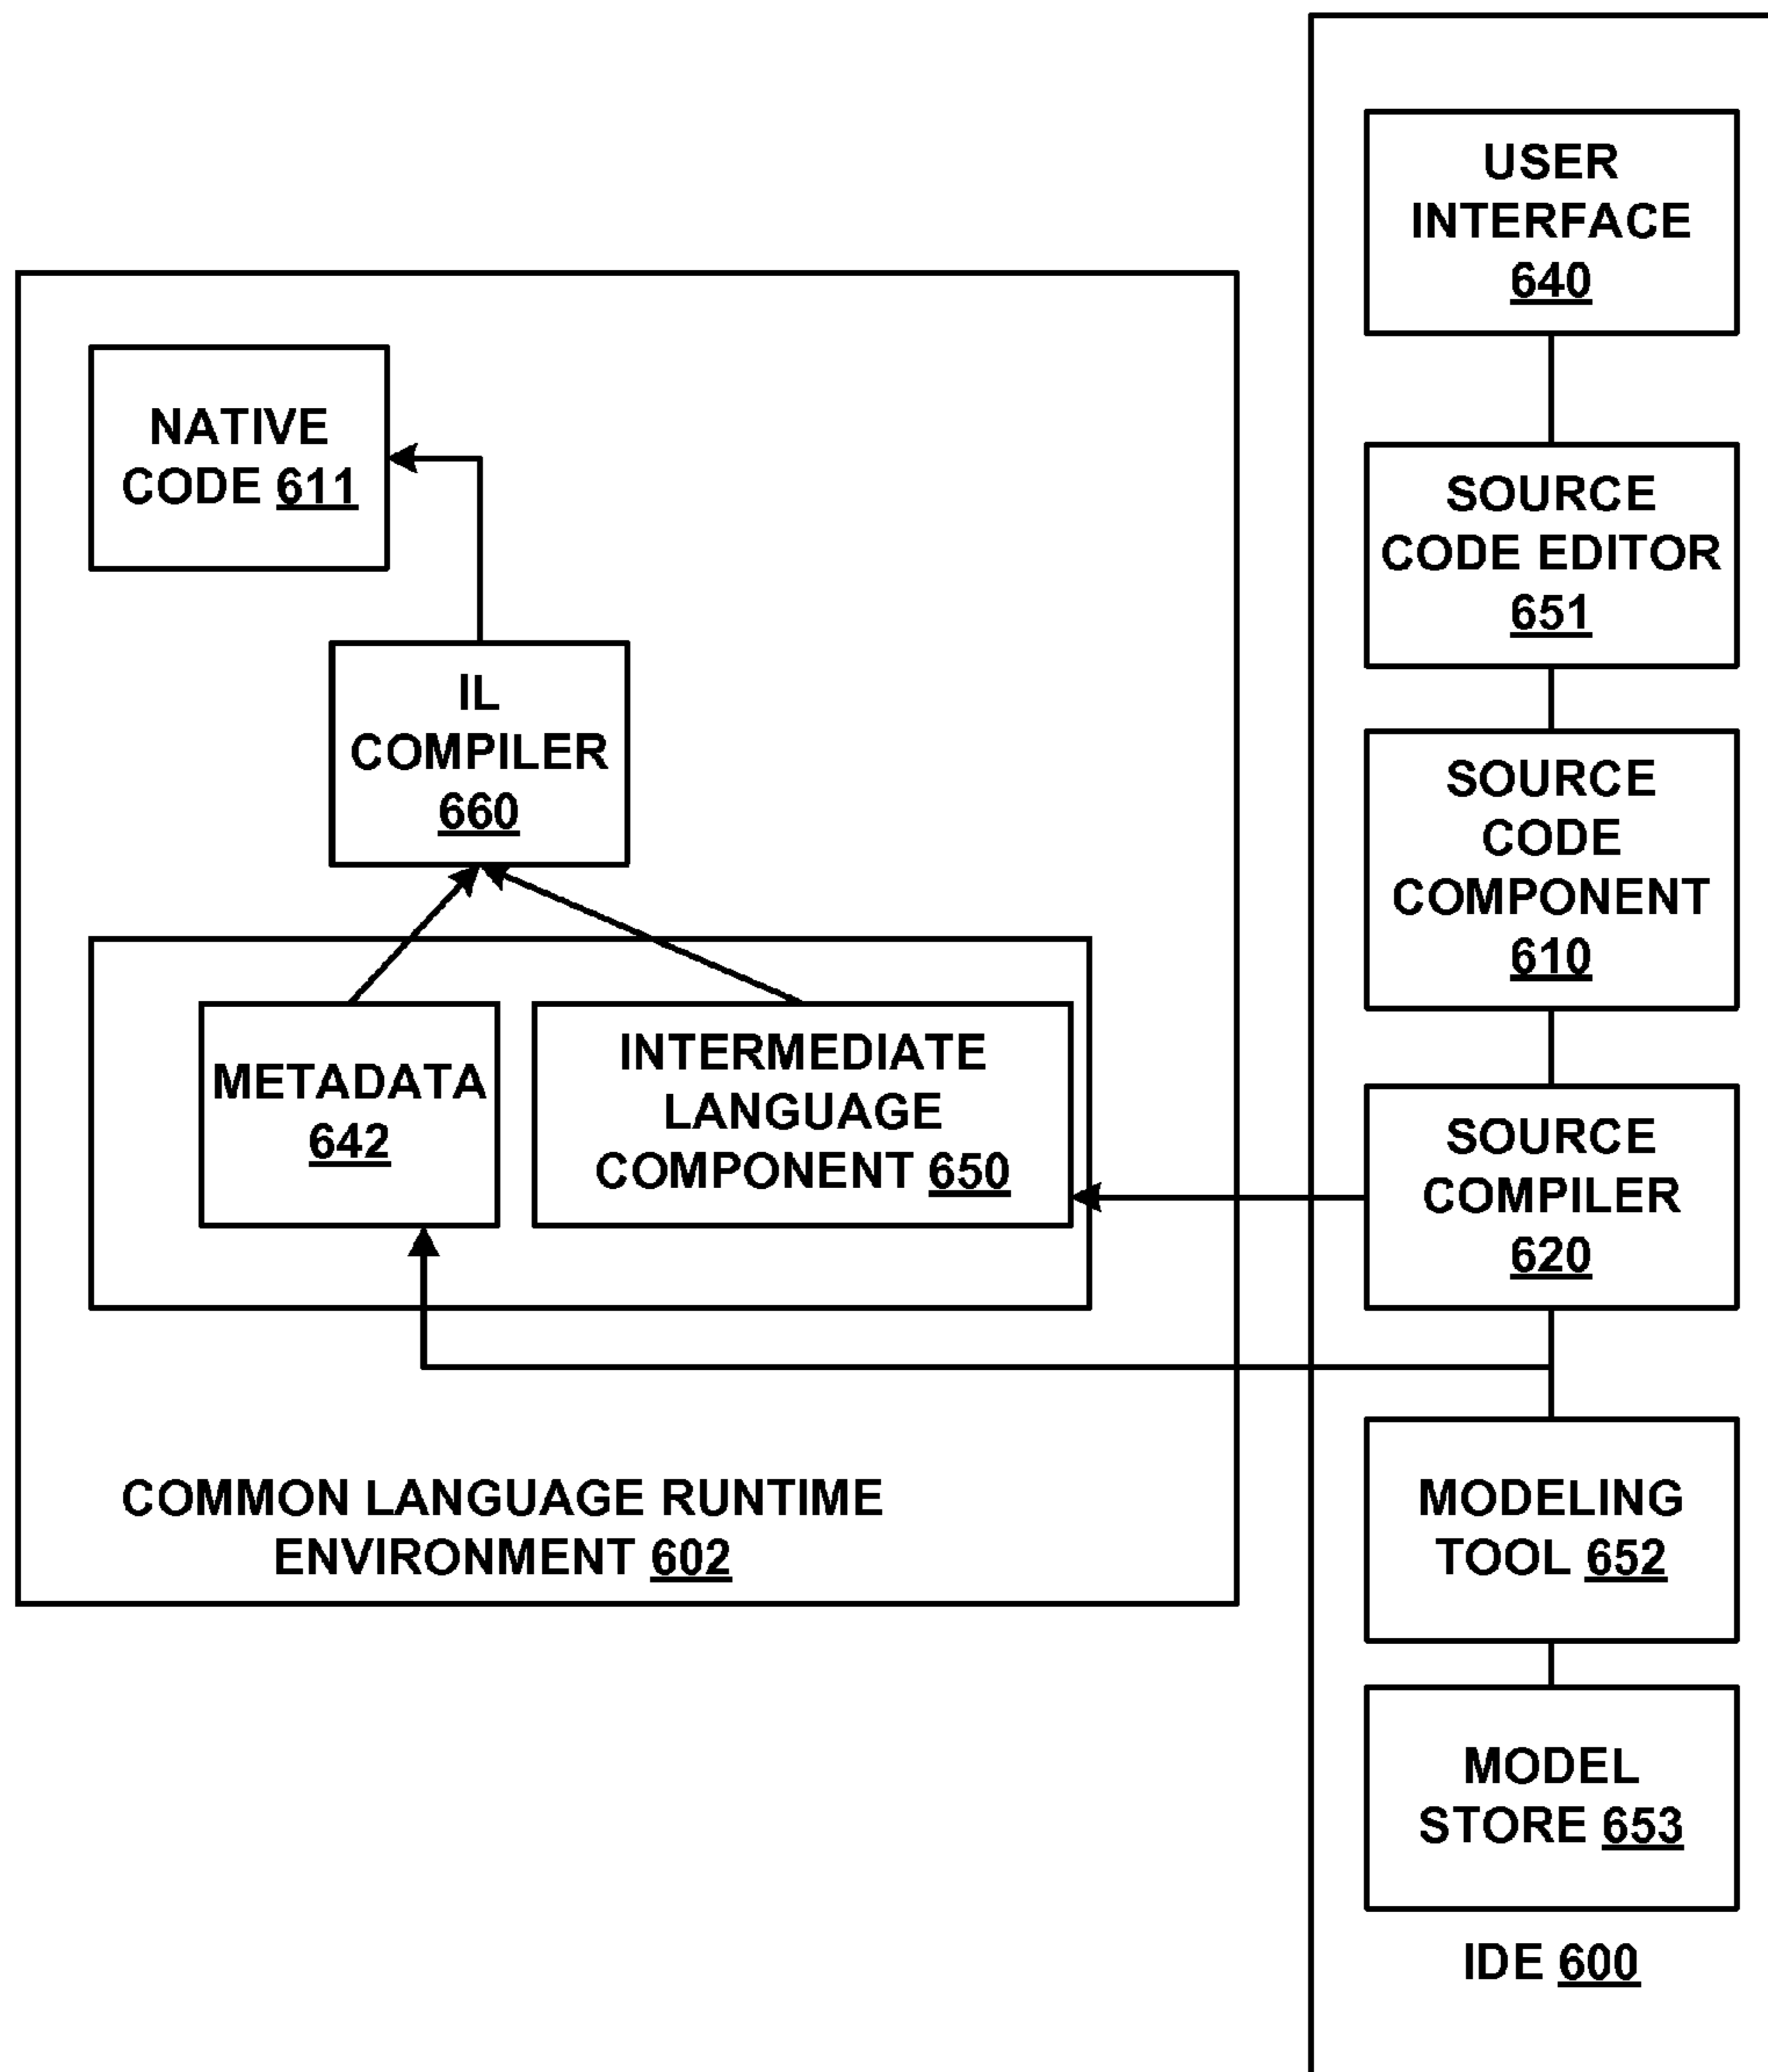 USER
INTERFACE
640
NATIVE
CODE 611
SOURCE
CODE EDITOR
651
IL
COMPILER
660
SOURCE
CODE
COMPONENT
610
METADATA
642
INTERMEDIATE
LANGUAGE
COMPONENT 650
SOURCE
COMPILER
620
COMMON LANGUAGE RUNTIME
ENVIRONMENT 602
MODELING
TOOL 652
MODEL
STORE 653
IDE 600